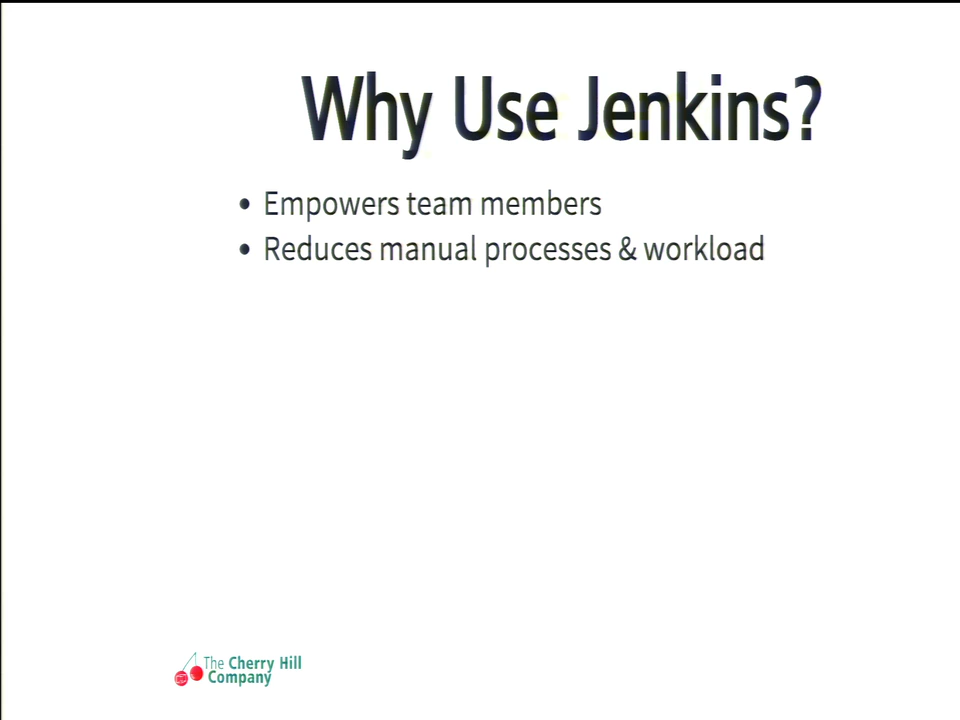 Why Use Jenkins?
• Empowers team members
• Reduces manual processes & workload
The Cherry Hill
Company